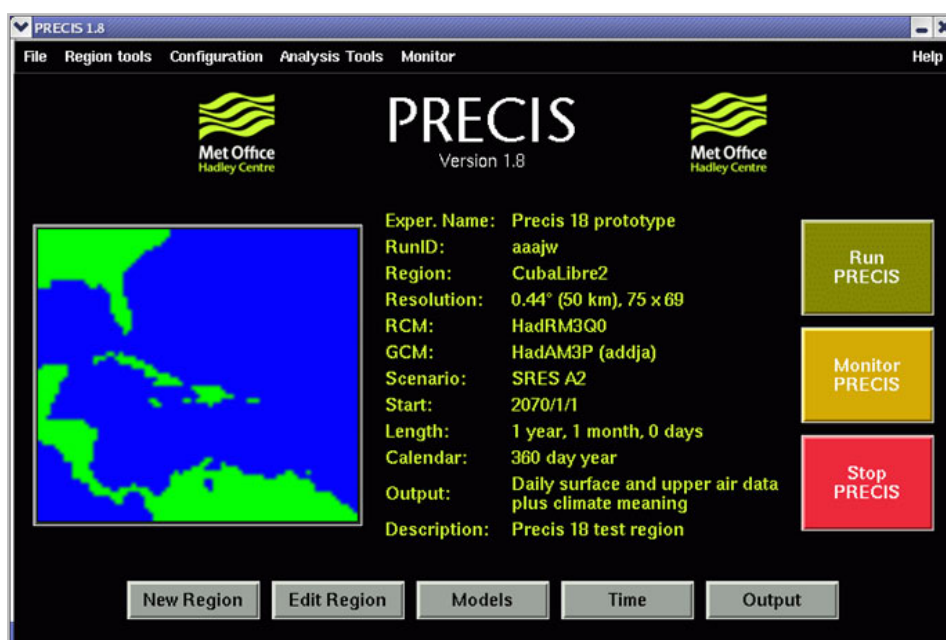 PRECIS 1.8
File Region tools Configuration Analysis Tools Monitor Help
Met Office
Hadley Centre
PRECIS
Version 1.8
Met Office
Hadley Centre
Exper. Name: Precis 18 prototype
RunID: aaajw
Region: CubaLibre2
Resolution: 0.44° (50 km), 75 x 69
RCM: HadRM3Q0
GCM: HadAM3P (addja)
Scenario: SRES A2
Start: 2070/1/1
Length: 1 year, 1 month, 0 days
Calendar: 360 day year
Output: Daily surface and upper air data
plus climate meaning
Description: Precis 18 test region
Run
PRECIS
Monitor
PRECIS
Stop
PRECIS
New Region Edit Region Models Time Output